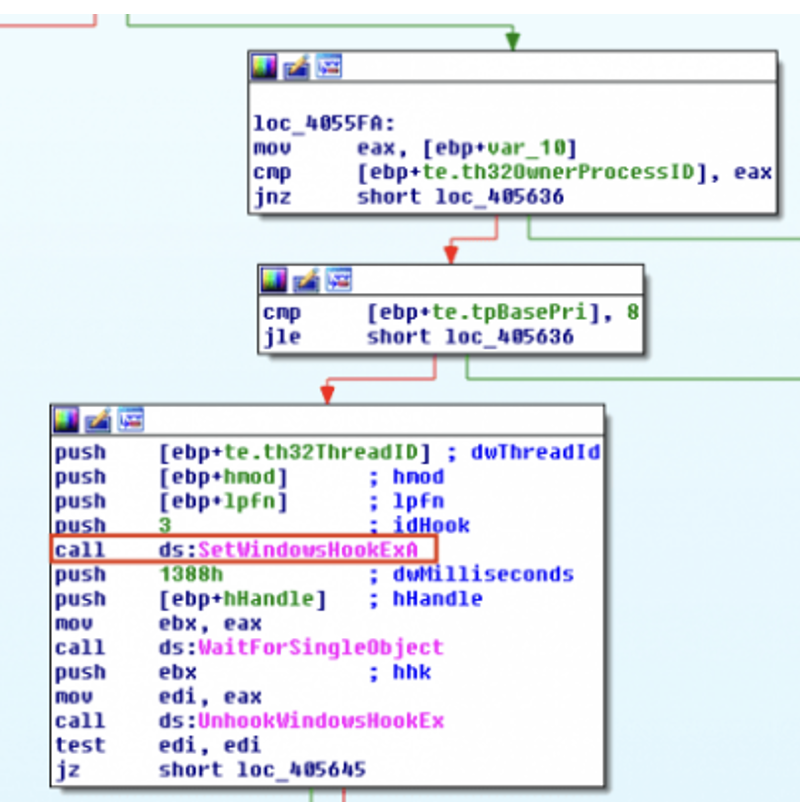 loc_4055FA:
mov eax, [ebp+var_10]
cmp [ebp+te.th32OwnerProcessID], eax
jnz short loc_405636
cmp [ebp+te.tpBasePri], 8
jle short loc_405636
push [ebp+te.th32ThreadID] ; dwThreadId
push [ebp+hmod] ; hmod
push [ebp+lpfn] ; lpfn
push 3 ; idHook
call ds:SetWindowsHookExA
push 1388h ; dwMilliseconds
push [ebp+hHandle] ; hHandle
mov ebx, eax
call ds:WaitForSingleObject
push ebx ; hhk
mov edi, eax
call ds:UnhookWindowsHookEx
test edi, edi
jz short loc_405645